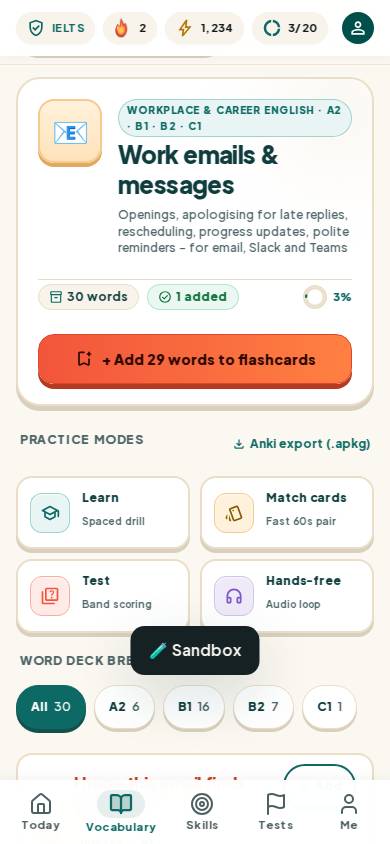 IELTS 2 1,234 3/20
WORKPLACE & CAREER ENGLISH · A2
· B1 · B2 · C1
Work emails &
messages
Openings, apologising for late replies,
rescheduling, progress updates, polite
reminders – for email, Slack and Teams
30 words 1 added 3%
+ Add 29 words to flashcards
PRACTICE MODES Anki export (.apkg)
Learn
Spaced drill
Match cards
Fast 60s pair
Test
Band scoring
Hands-free
Audio loop
Sandbox
WORD DECK
All 30 A2 6 B1 16 B2 7 C1 1
Today Vocabulary Skills Tests Me